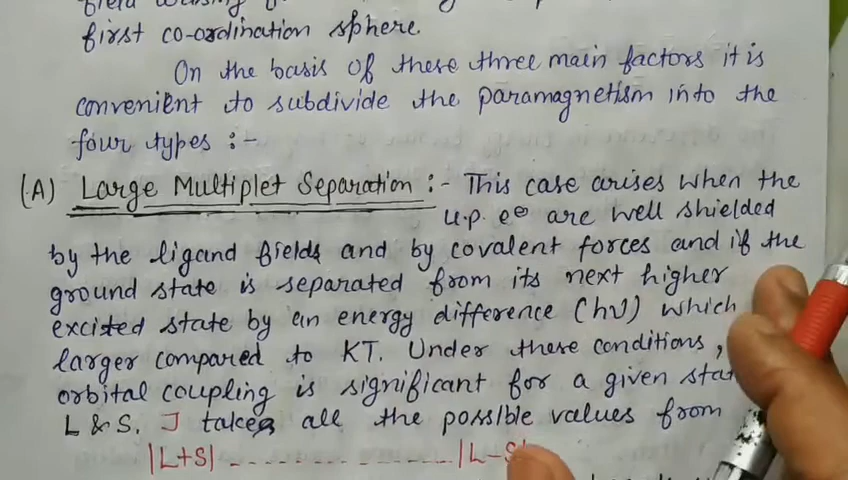 first co-ordination sphere.
On the basis of these three main factors it is
convenient to subdivide the paramagnetism into the
four types :-
(A) Large Multiplet Separation :- This case arises when the
u.p. e⊖ are well shielded
by the ligand fields and by covalent forces and if the
ground state is separated from its next higher
excited state by an energy difference (hν) which
larger compared to KT. Under these conditions,
orbital coupling is significant for a given
L & S. J takes all the possible values from
|L+S| -------------- |L-S|